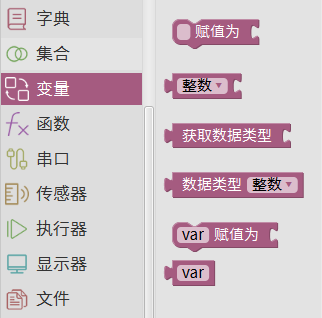 字典
集合
变量
函数
串口
传感器
执行器
显示器
文件
赋值为
整数
获取数据类型
数据类型 整数
var 赋值为
var